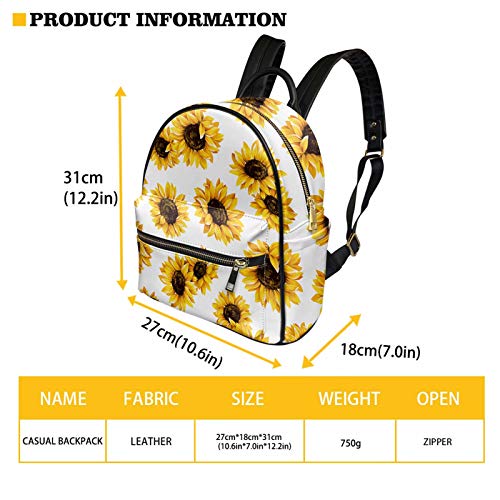 PRODUCT INFORMATION
31cm
(12.2in)
27cm(10.6in)
18cm(7.0in)
NAME FABRIC SIZE WEIGHT OPEN
CASUAL BACKPACK LEATHER 27cm*18cm*31cm (10.6in*7.0in*12.2in) 750g ZIPPER